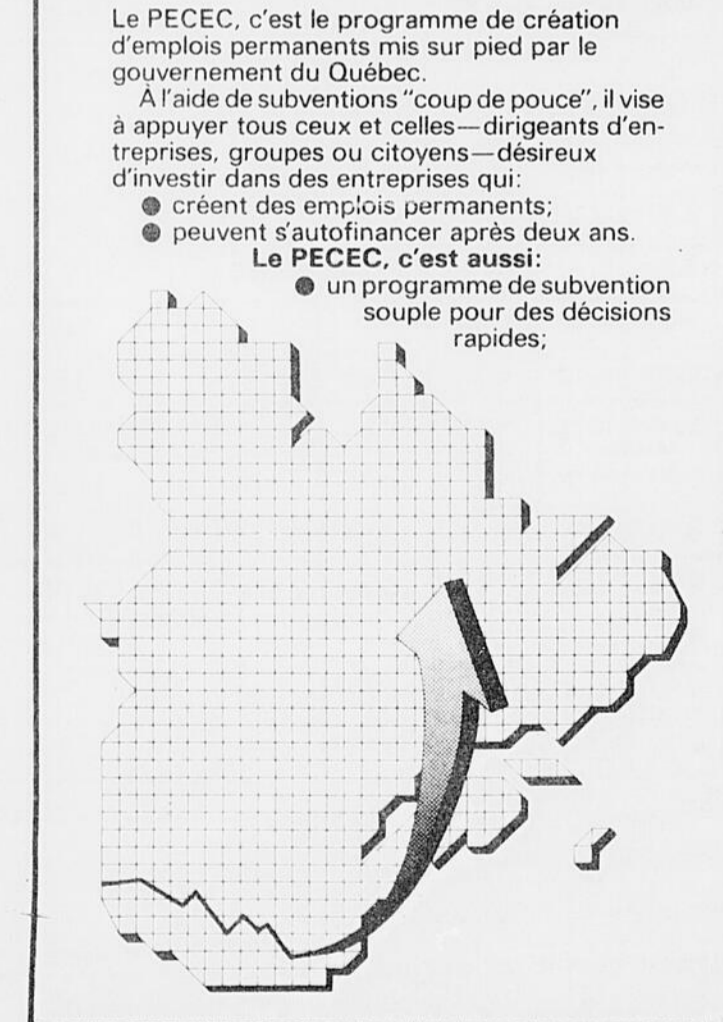 Le PECEC, c'est le programme de création
d'emplois permanents mis sur pied par le
gouvernement du Québec.
À l'aide de subventions "coup de pouce", il vise
à appuyer tous ceux et celles—dirigeants d'en-
treprises, groupes ou citoyens—désireux
d'investir dans des entreprises qui:
● créent des emplois permanents;
● peuvent s'autofinancer après deux ans.
Le PECEC, c'est aussi:
● un programme de subvention
souple pour des décisions
rapides;